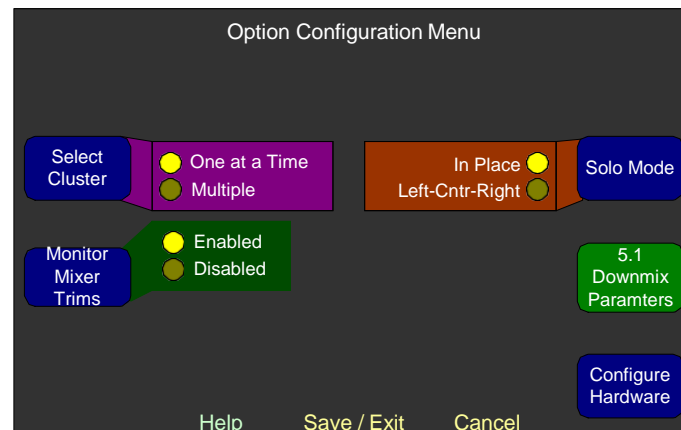 Option Configuration Menu
Select
Cluster
One at a Time
Multiple
In Place
Left-Cntr-Right
Solo Mode
Monitor
Mixer
Trims
Enabled
Disabled
5.1
Downmix
Paramters
Configure
Hardware
Help
Save / Exit
Cancel